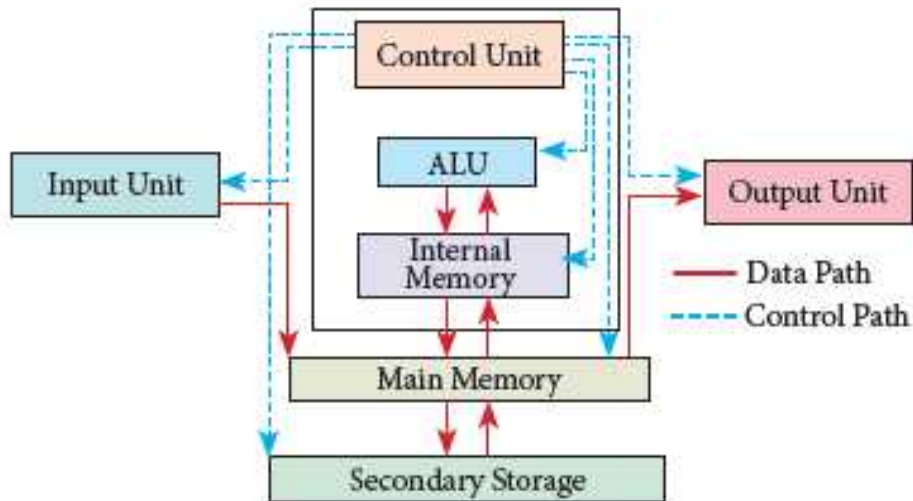 Control Unit
ALU
Input Unit
Output Unit
Internal
Memory
Data Path
Control Path
Main Memory
Secondary Storage